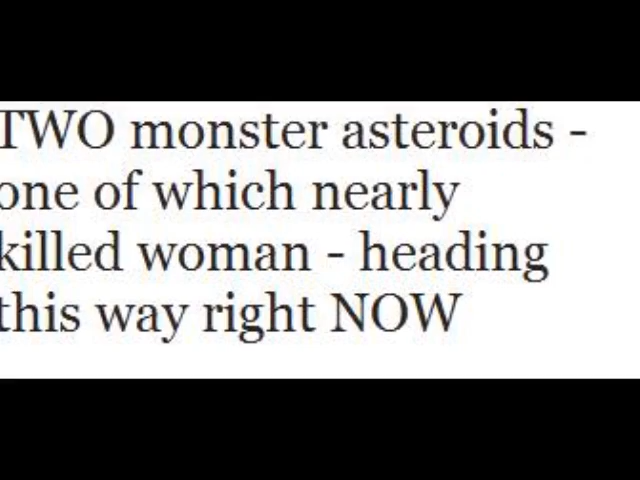 TWO monster asteroids -
one of which nearly
killed woman - heading
this way right NOW